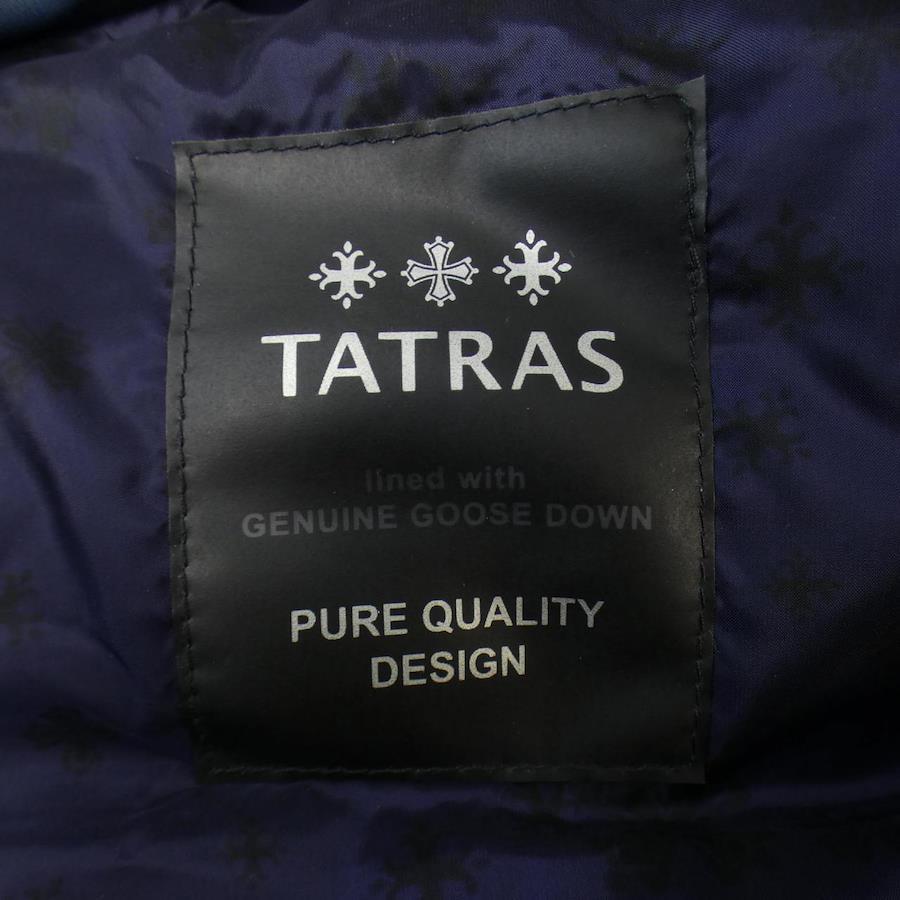 TATRAS
lined with
GENUINE GOOSE DOWN
PURE QUALITY
DESIGN